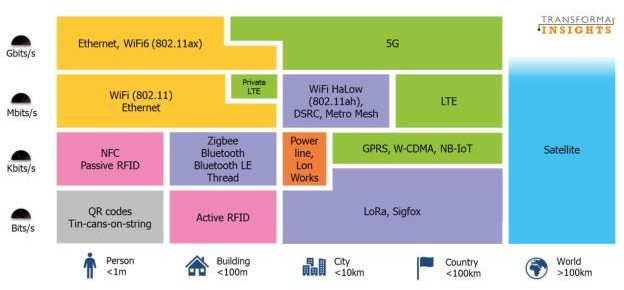 TRANSFORMA
INSIGHTS
Gbits/s
Ethernet, WiFi6 (802.11ax)
5G
Mbits/s
WiFi (802.11)
Ethernet
Private
LTE
WiFi HaLow
(802.11ah),
DSRC, Metro Mesh
LTE
Kbits/s
NFC
Passive RFID
Zigbee
Bluetooth
Bluetooth LE
Thread
Power
line,
Lon
Works
GPRS, W-CDMA, NB-IoT
Satellite
Bits/s
QR codes
Tin-cans-on-string
Active RFID
LoRa, Sigfox
Person
<1m
Building
<100m
City
<10km
Country
<100km
World
>100km